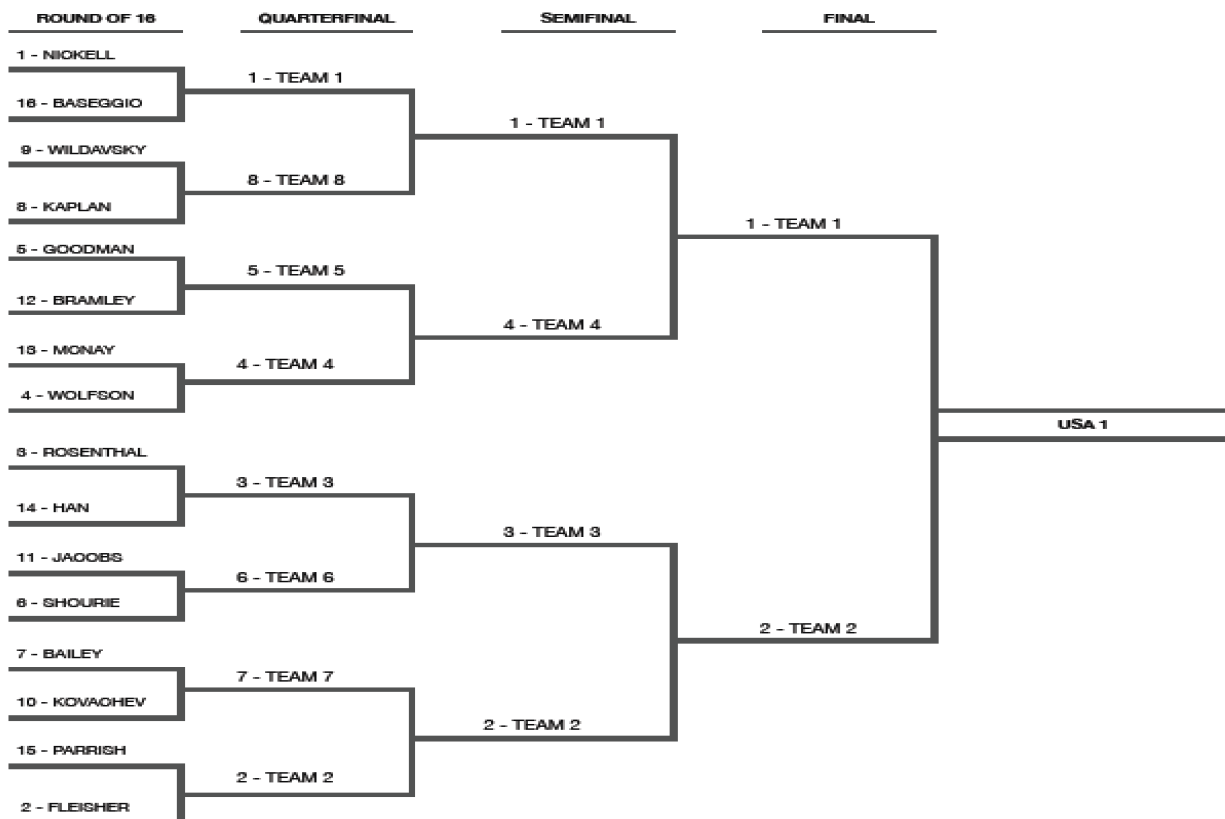 ROUND OF 16
QUARTERFINAL
SEMIFINAL
FINAL
1 - NICKELL
16 - BASEGGIO
9 - WILDAVSKY
8 - KAPLAN
5 - GOODMAN
12 - BRAMLEY
13 - MONAY
4 - WOLFSON
3 - ROSENTHAL
14 - HAN
11 - JACOBS
6 - SHOURIE
7 - BAILEY
10 - KOVACHEV
15 - PARRISH
2 - FLEISHER
1 - TEAM 1
8 - TEAM 8
5 - TEAM 5
4 - TEAM 4
3 - TEAM 3
6 - TEAM 6
7 - TEAM 7
2 - TEAM 2
1 - TEAM 1
4 - TEAM 4
3 - TEAM 3
2 - TEAM 2
1 - TEAM 1
2 - TEAM 2
USA 1